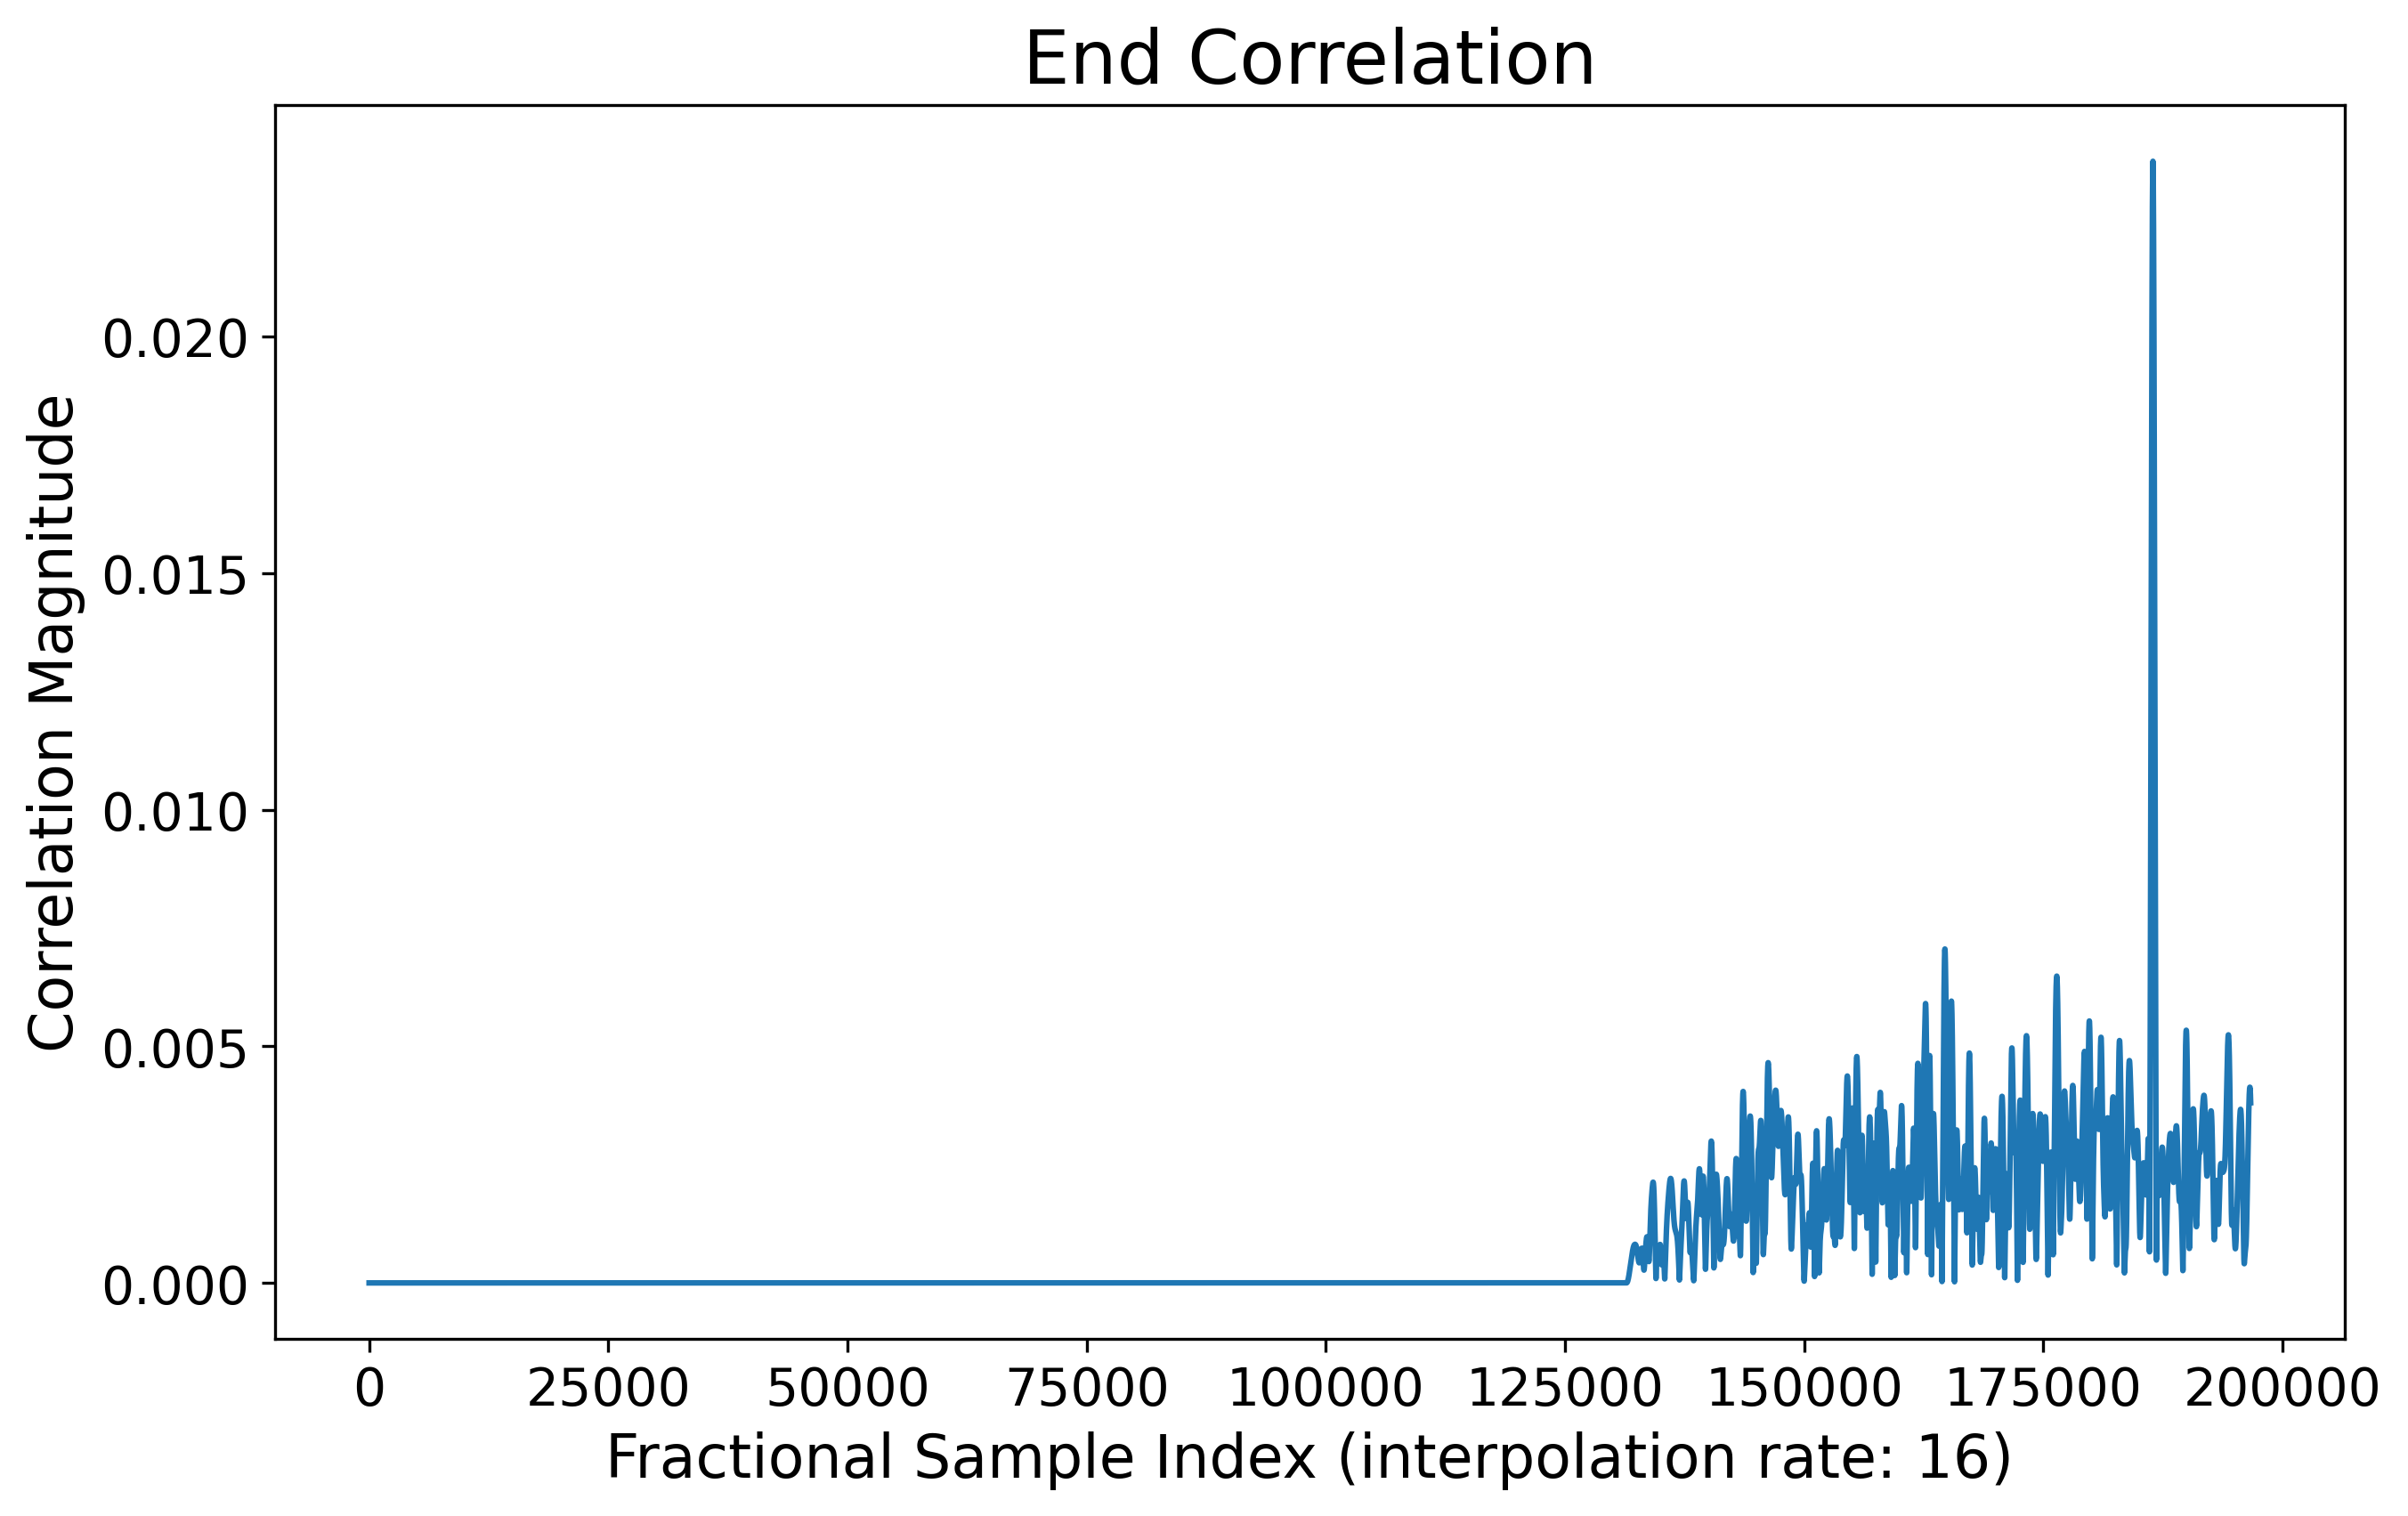 End Correlation
Correlation Magnitude
0.020
0.015
0.010
0.005
0.000
0 25000 50000 75000 100000 125000 150000 175000 200000
Fractional Sample Index (interpolation rate: 16)